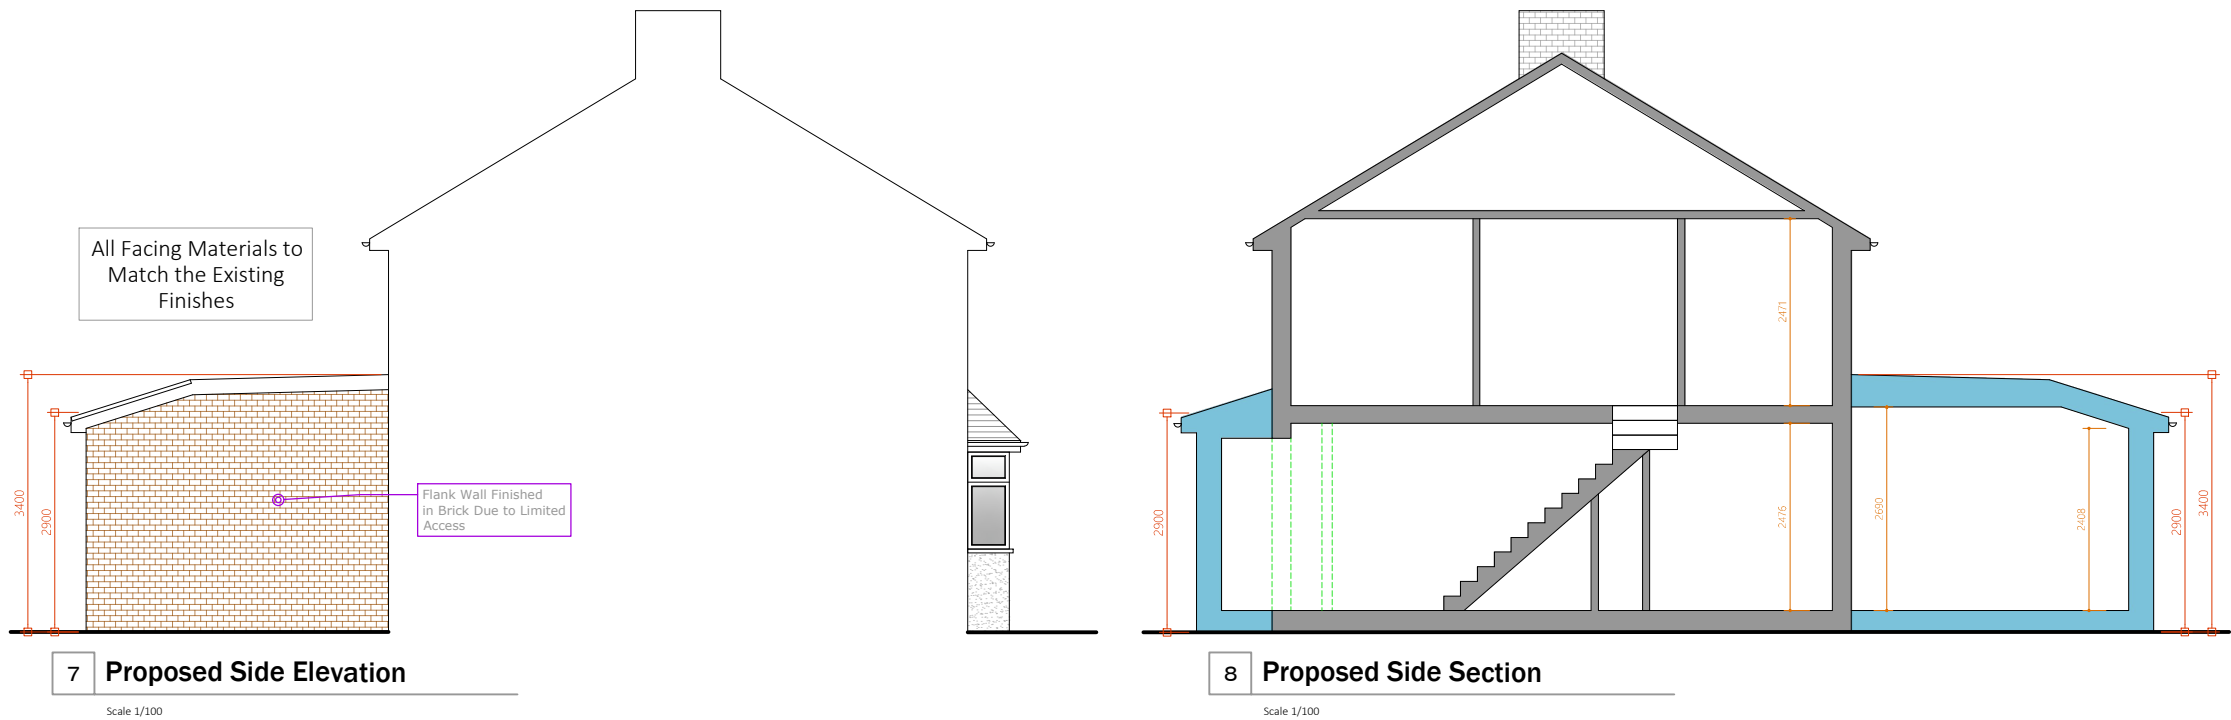 All Facing Materials to
Match the Existing
Finishes
3400
2900
Flank Wall Finished
in Brick Due to Limited
Access
7 Proposed Side Elevation
Scale 1/100
2900
2471
2476
2690
2408
2900
3400
8 Proposed Side Section
Scale 1/100